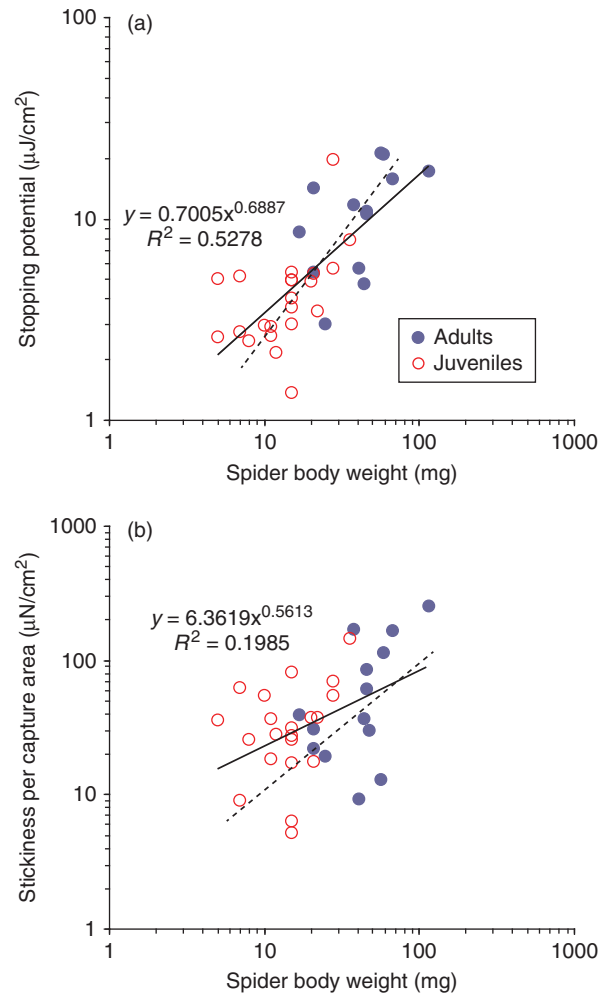 (a)
100
10
1
Stopping potential (µJ/cm²)
y = 0.7005x^0.6887
R² = 0.5278
Adults
Juveniles
1
10
100
1000
Spider body weight (mg)
(b)
1000
100
10
1
Stickiness per capture area (µN/cm²)
y = 6.3619x^0.5613
R² = 0.1985
1
10
100
1000
Spider body weight (mg)